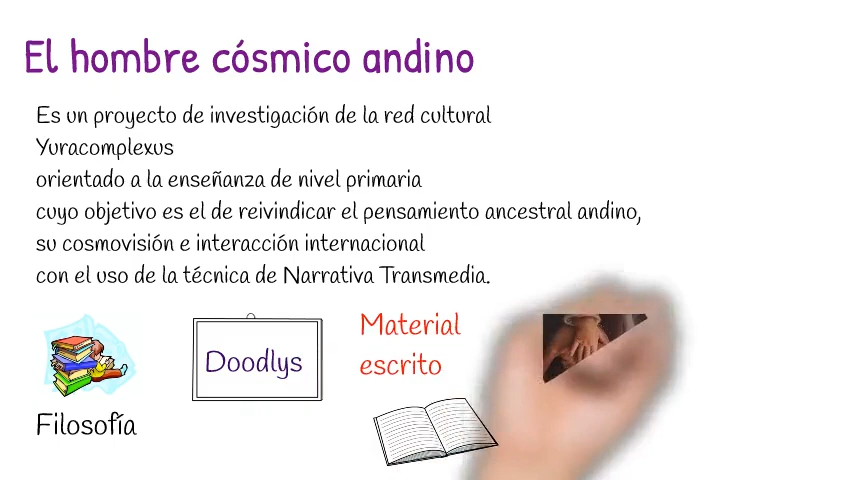 El hombre cósmico andino
Es un proyecto de investigación de la red cultural
Yuracomplexus
orientado a la enseñanza de nivel primaria
cuyo objetivo es el de reivindicar el pensamiento ancestral andino,
su cosmovisión e interacción internacional
con el uso de la técnica de Narrativa Transmedia.
Filosofía
Doodlys
Material
escrito